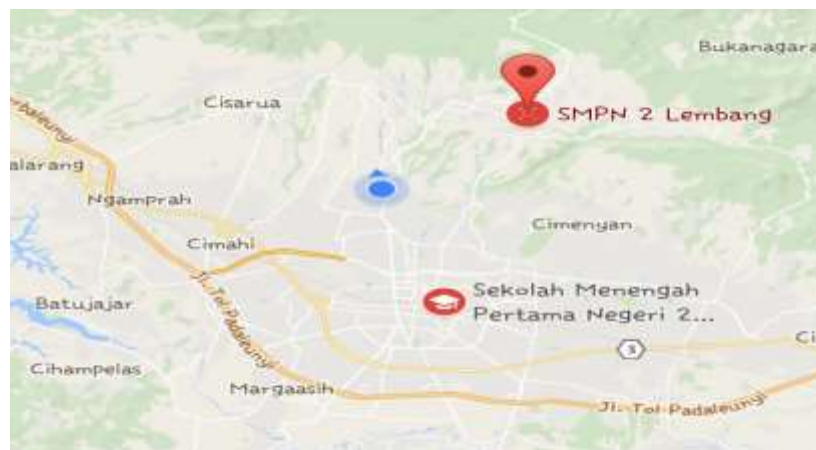 Bukanagara
Cisarua
SMPN 2 Lembang
rbaleunyi
alarang
Ngamprah
Cimenyan
Cimahi
Sekolah Menengah
Pertama Negeri 2...
Batujajar
Jl. Tol Padaleunyi
3
Ci
Cihampelas
Margaasih
Jl. Tol Padaleunyi